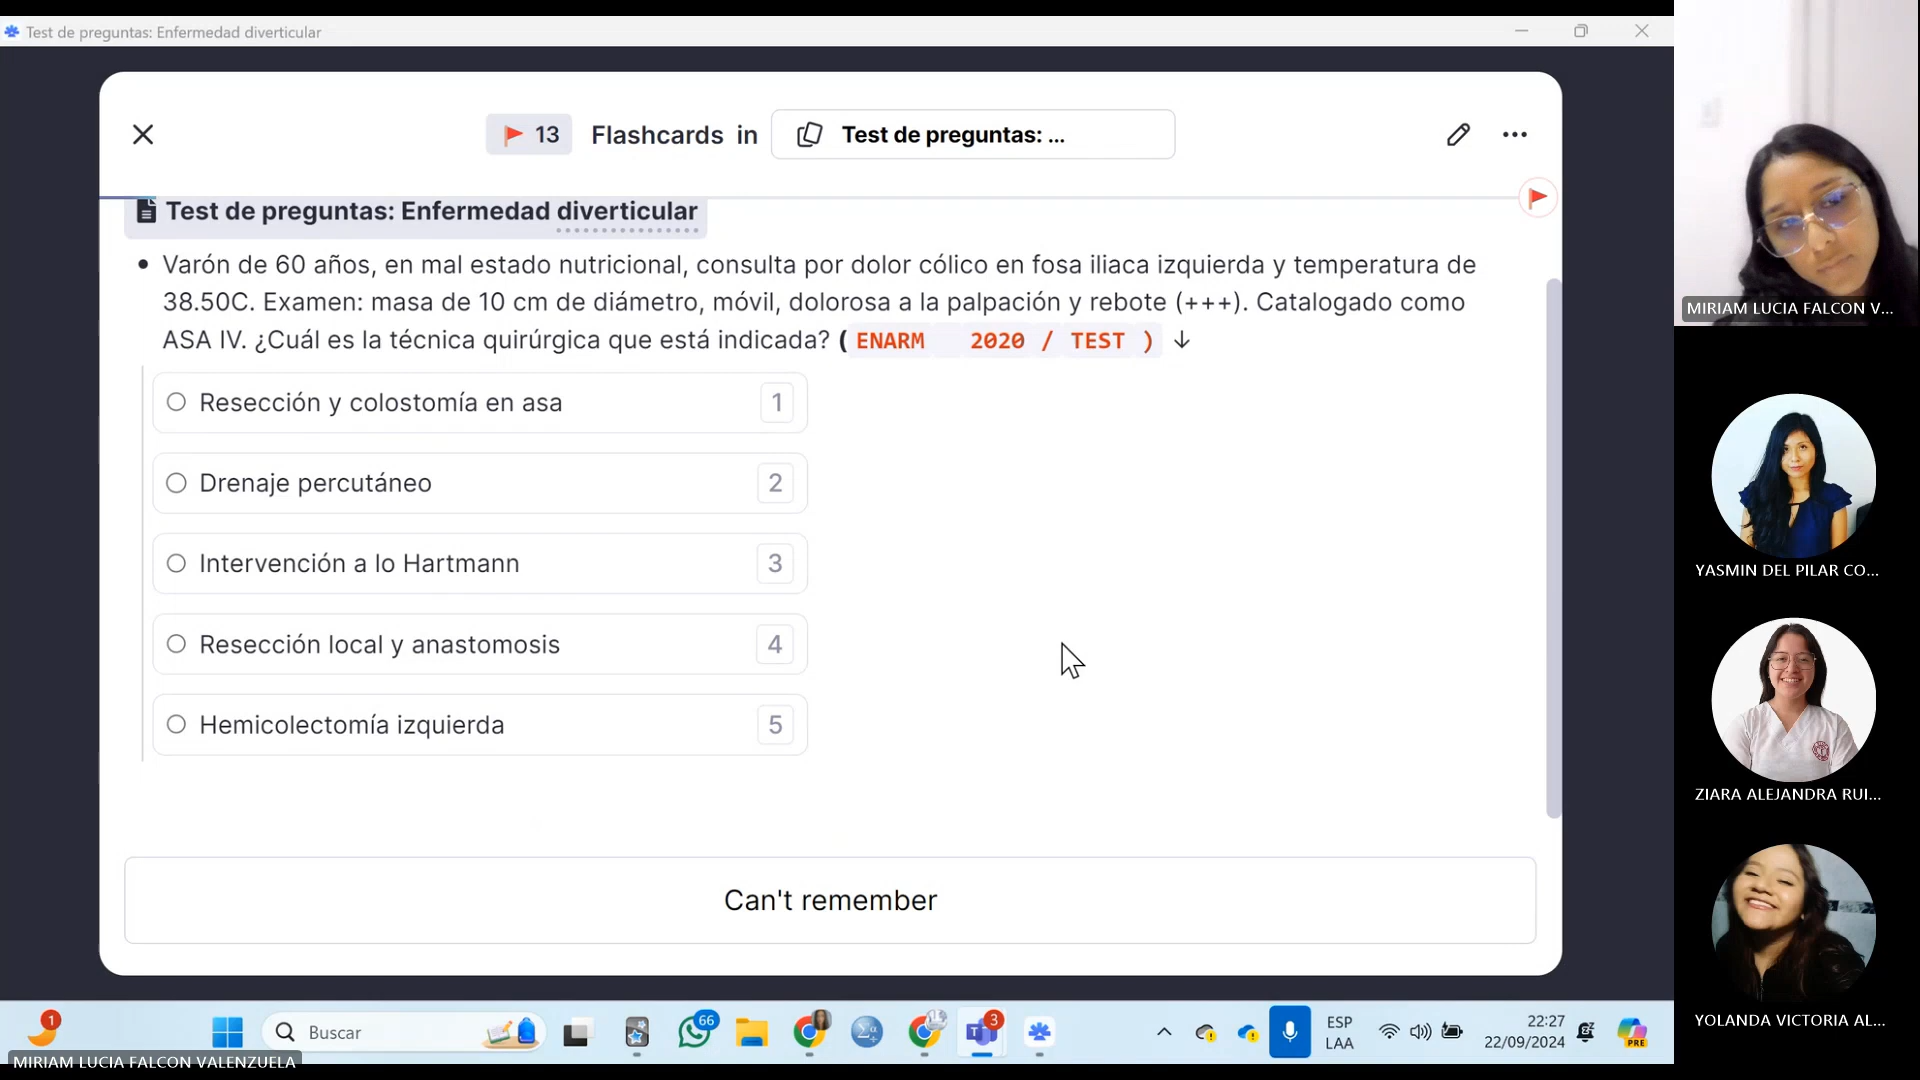 Test de preguntas: Enfermedad diverticular
13
Flashcards in
Test de preguntas: ...
Test de preguntas: Enfermedad diverticular
Varón de 60 años, en mal estado nutricional, consulta por dolor cólico en fosa iliaca izquierda y temperatura de
38.50C. Examen: masa de 10 cm de diámetro, móvil, dolorosa a la palpación y rebote (+++). Catalogado como
ASA IV. ¿Cuál es la técnica quirúrgica que está indicada? ( ENARM 2020 / TEST ) ↓
Resección y colostomía en asa 1
Drenaje percutáneo 2
Intervención a lo Hartmann 3
Resección local y anastomosis 4
Hemicolectomía izquierda 5
Can't remember
MIRIAM LUCIA FALCON V...
YASMIN DEL PILAR CO...
ZIARA ALEJANDRA RUI...
YOLANDA VICTORIA AL...
1
Buscar
66
3
ESP
LAA
22:27
22/09/2024
PRE
MIRIAM LUCIA FALCON VALENZUELA